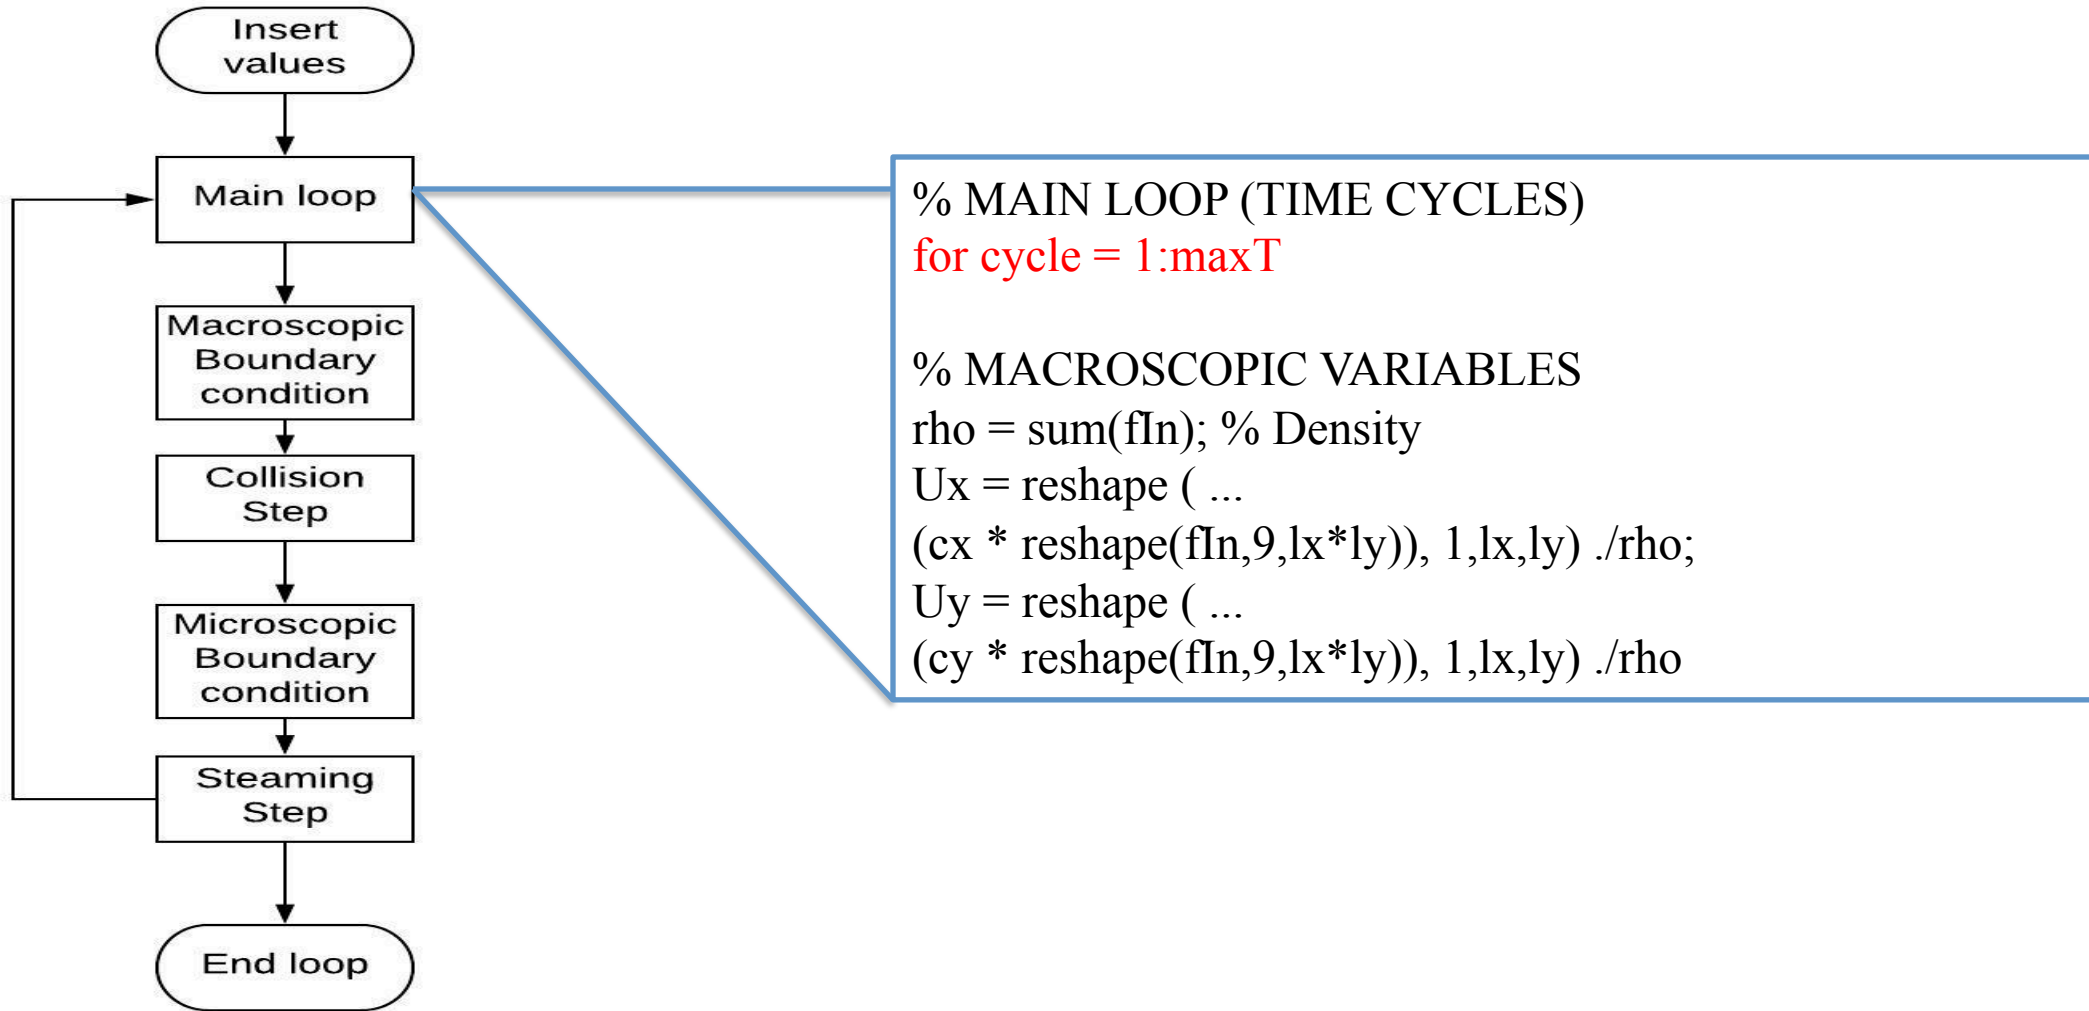 Insert
values
Main loop
Macroscopic
Boundary
condition
Collision
Step
Microscopic
Boundary
condition
Steaming
Step
End loop
% MAIN LOOP (TIME CYCLES)
for cycle = 1:maxT
% MACROSCOPIC VARIABLES
rho = sum(fIn); % Density
Ux = reshape ( ...
(cx * reshape(fIn,9,lx*ly)), 1,lx,ly) ./rho;
Uy = reshape ( ...
(cy * reshape(fIn,9,lx*ly)), 1,lx,ly) ./rho